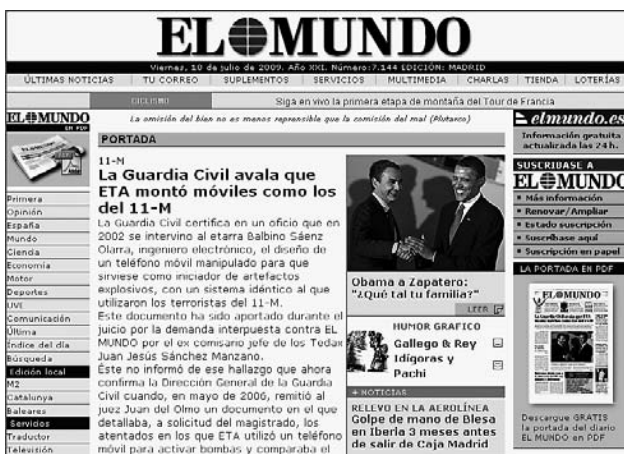 EL MUNDO
Viernes, 10 de julio de 2009. Año XXI. Número: 7.144 EDICIÓN: MADRID
ÚLTIMAS NOTICIAS TU CORREO SUPLEMENTOS SERVICIOS MULTIMEDIA CHARLAS TIENDA LOTERÍAS
CICLISMO Siga en vivo la primera etapa de montaña del Tour de Francia
EL MUNDO
EN PDF
Primera
Opinión
España
Mundo
Ciencia
Economía
Motor
Deportes
UVE
Comunicación
Última
Índice del día
Búsqueda
Edición local
M2
Catalunya
Baleares
Servicios
Traductor
Televisión
La omisión del bien no es menos reprensible que la comisión del mal (Plutarco)
PORTADA
11-M
La Guardia Civil avala que
ETA montó móviles como los
del 11-M
La Guardia Civil certifica en un oficio que en
2002 se intervino al etarra Balbino Sáenz
Olarra, ingeniero electrónico, el diseño de
un teléfono móvil manipulado para que
sirviese como iniciador de artefactos
explosivos, con un sistema idéntico al que
utilizaron los terroristas del 11-M.
Este documento ha sido aportado durante el
juicio por la demanda interpuesta contra EL
MUNDO por el ex comisario jefe de los Tedax
Juan Jesús Sánchez Manzano.
Éste no informó de ese hallazgo que ahora
confirma la Dirección General de la Guardia
Civil cuando, en mayo de 2006, remitió al
juez Juan del Olmo un documento en el que
detallaba, a solicitud del magistrado, los
atentados en los que ETA utilizó un teléfono
móvil para activar bombas y comparaba el
Obama a Zapatero:
"¿Qué tal tu familia?"
LEER
HUMOR GRAFICO
Gallego & Rey
Idígoras y
Pachi
+ NOTICIAS
RELEVO EN LA AEROLÍNEA
Golpe de mano de Blesa
en Iberia 3 meses antes
de salir de Caja Madrid
elmundo.es
Información gratuita
actualizada las 24 h.
SUSCRIBASE A
EL MUNDO
Más información
Renovar/Ampliar
Estado suscripción
Suscríbase aquí
Suscripción en papel
LA PORTADA EN PDF
EL MUNDO
Descargue GRATIS
la portada del diario
EL MUNDO en PDF